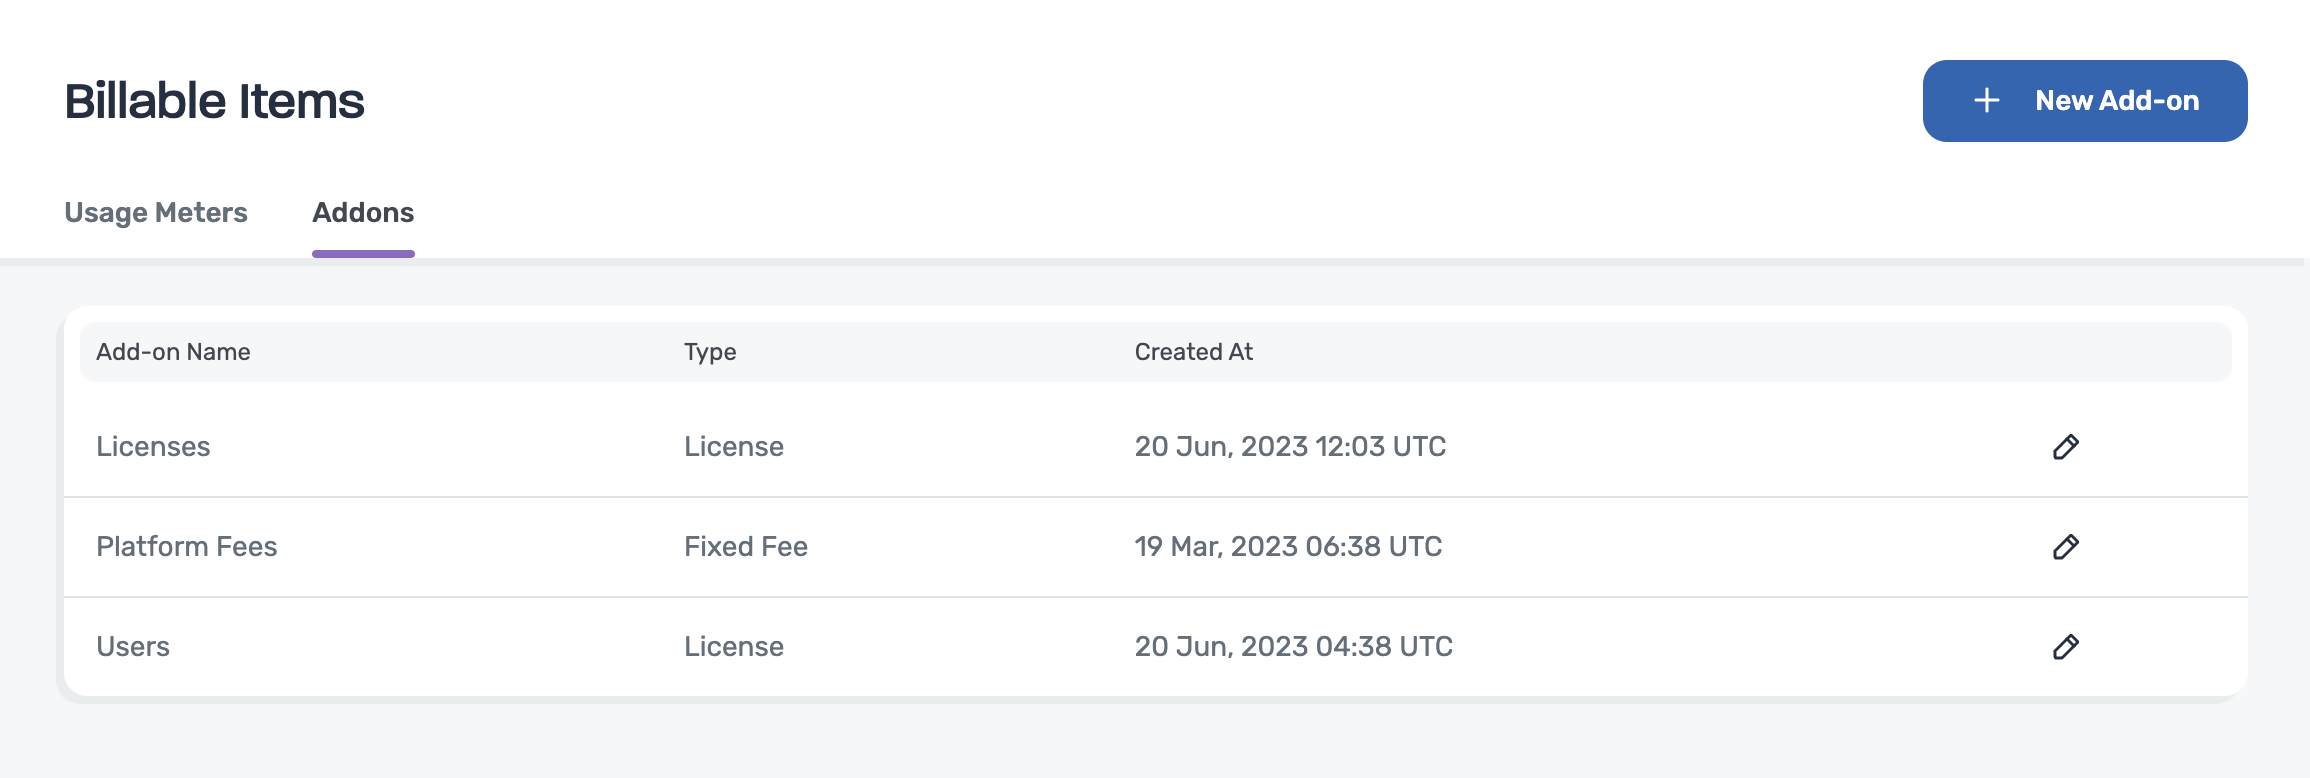 Billable Items
New Add-on
Usage Meters Addons
Add-on Name Type Created At
Licenses License 20 Jun, 2023 12:03 UTC
Platform Fees Fixed Fee 19 Mar, 2023 06:38 UTC
Users License 20 Jun, 2023 04:38 UTC